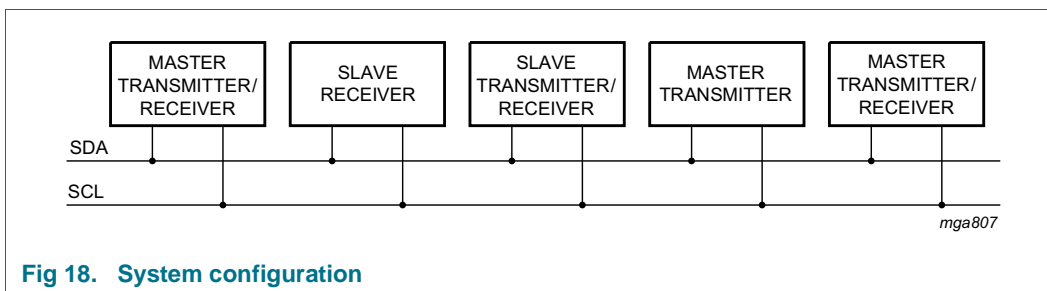 MASTER
TRANSMITTER/
RECEIVER
SLAVE
RECEIVER
SLAVE
TRANSMITTER/
RECEIVER
MASTER
TRANSMITTER
MASTER
TRANSMITTER/
RECEIVER
SDA
SCL
mga807
Fig 18. System configuration